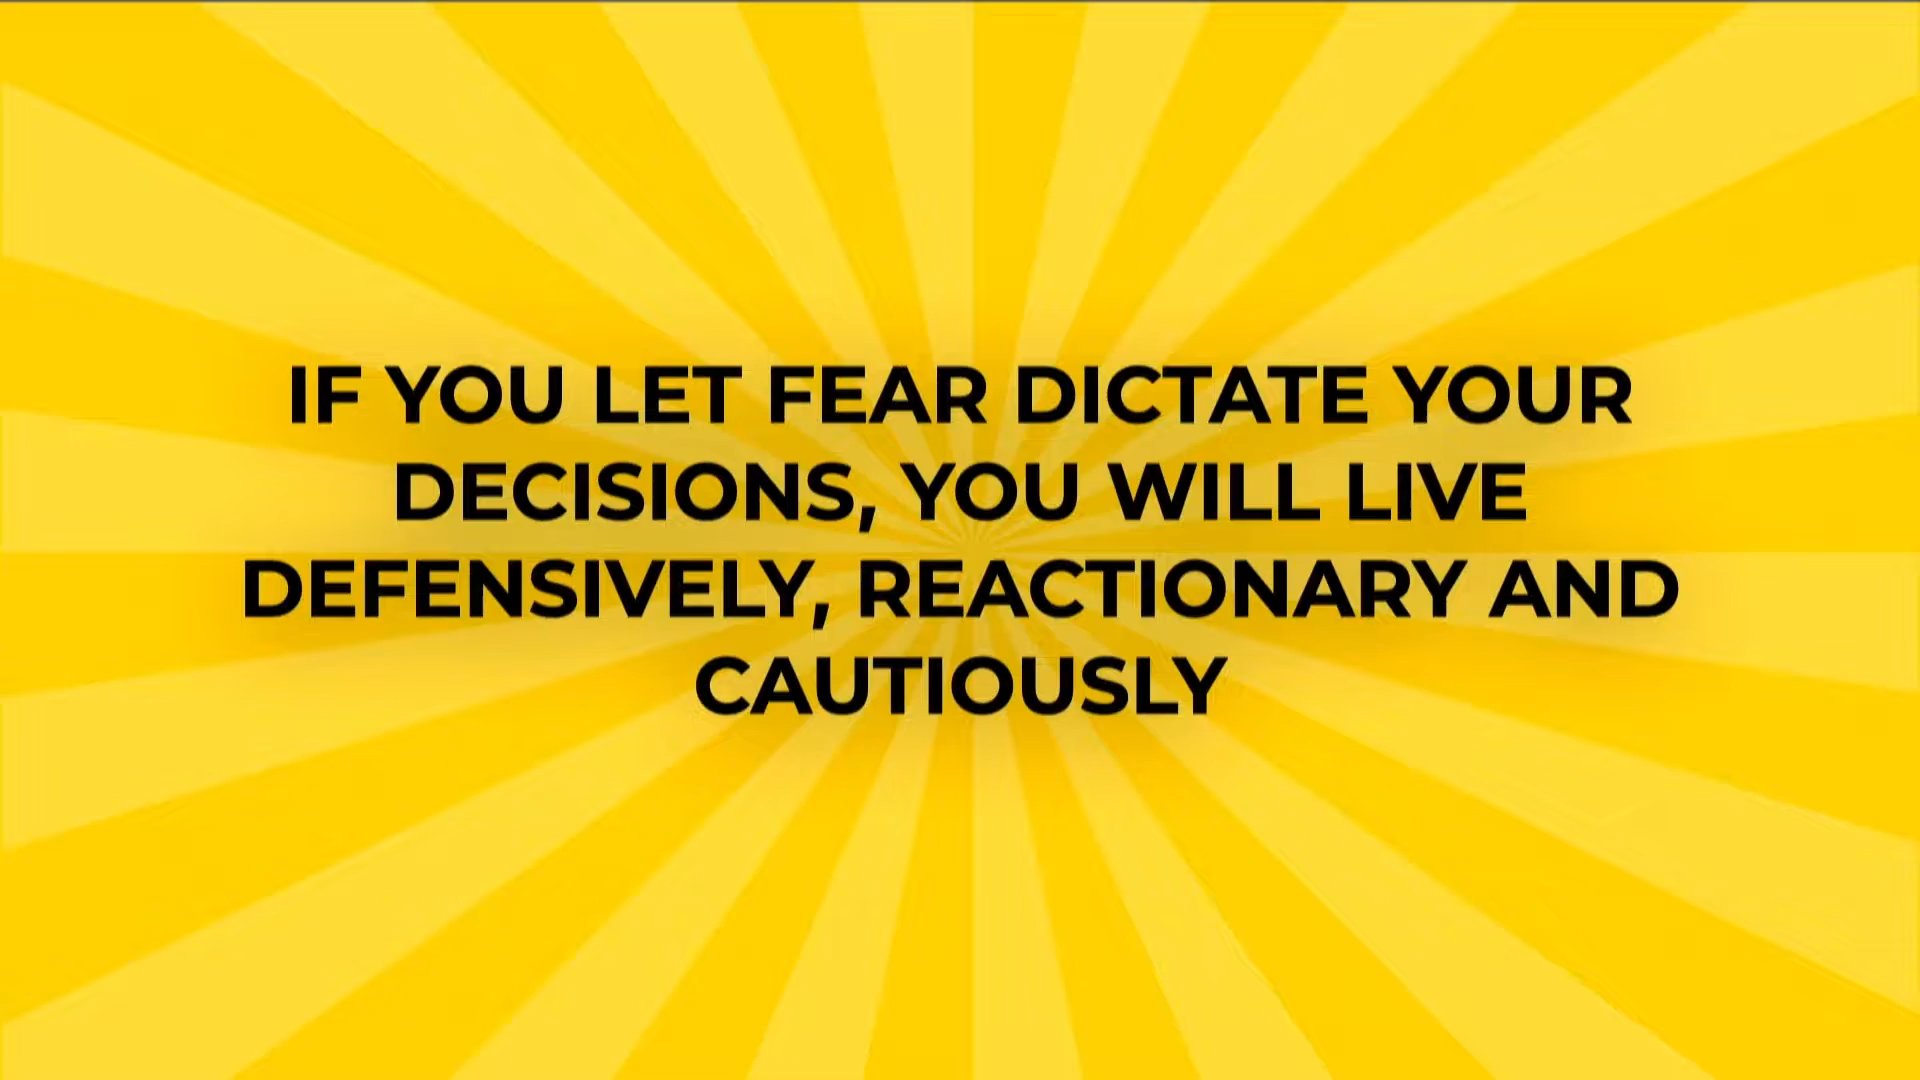 IF YOU LET FEAR DICTATE YOUR
DECISIONS, YOU WILL LIVE
DEFENSIVELY, REACTIONARY AND
CAUTIOUSLY